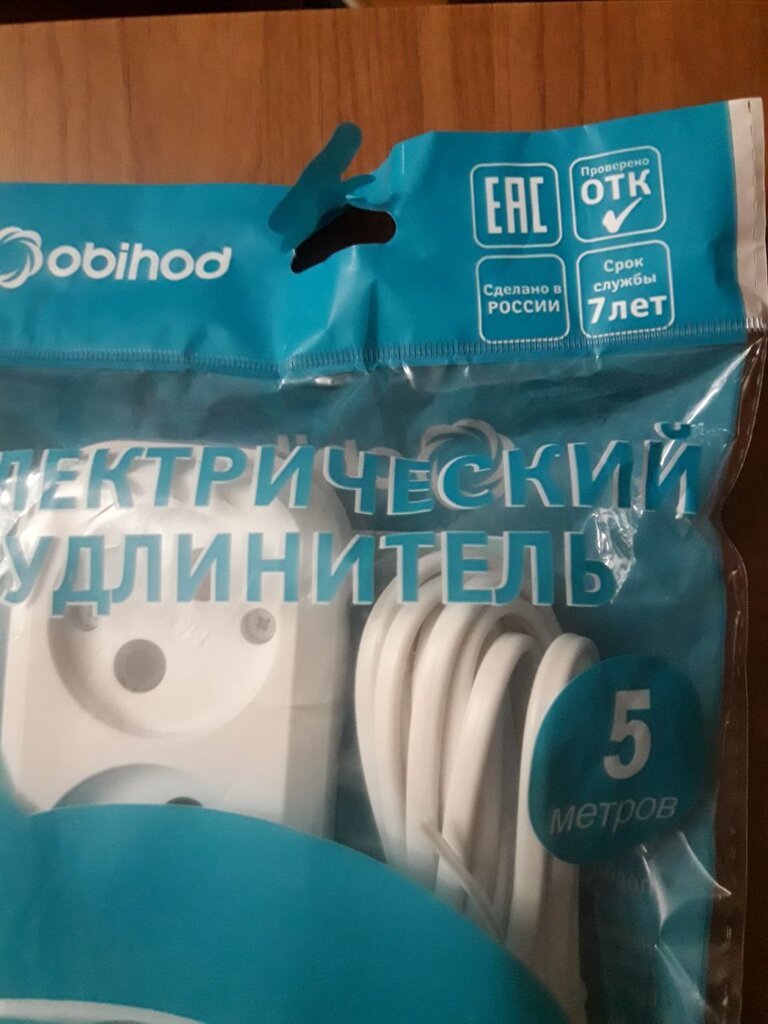 obihod
EAC
Проверено
ОТК
Сделано в
РОССИИ
Срок
службы
7лет
ЛЕКТРИЧЕСКИЙ
УДЛИНИТЕЛЬ
5
метров